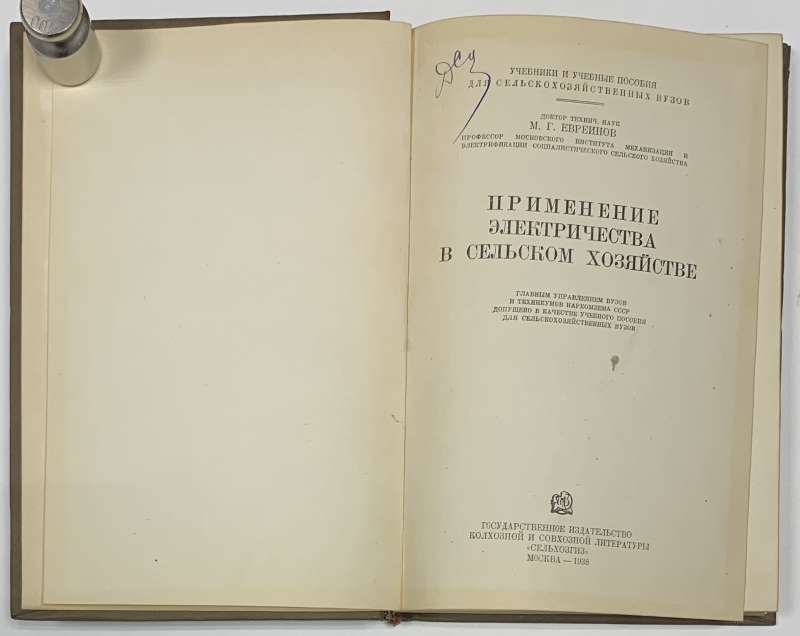 УЧЕБНИКИ И УЧЕБНЫЕ ПОСОБИЯ
ДЛЯ СЕЛЬСКОХОЗЯЙСТВЕННЫХ ВУЗОВ
ДОКТОР ТЕХНИЧ. НАУК
М. Г. ЕВРЕИНОВ
ПРОФЕССОР МОСКОВСКОГО ИНСТИТУТА МЕХАНИЗАЦИИ И
ЭЛЕКТРИФИКАЦИИ СОЦИАЛИСТИЧЕСКОГО СЕЛЬСКОГО ХОЗЯЙСТВА
ПРИМЕНЕНИЕ
ЭЛЕКТРИЧЕСТВА
В СЕЛЬСКОМ ХОЗЯЙСТВЕ
ГЛАВНЫМ УПРАВЛЕНИЕМ ВУЗОВ
И ТЕХНИКУМОВ НАРКОМЗЕМА СССР
ДОПУЩЕНО В КАЧЕСТВЕ УЧЕБНОГО ПОСОБИЯ
ДЛЯ СЕЛЬСКОХОЗЯЙСТВЕННЫХ ВУЗОВ
ГОСУДАРСТВЕННОЕ ИЗДАТЕЛЬСТВО
КОЛХОЗНОЙ И СОВХОЗНОЙ ЛИТЕРАТУРЫ
«СЕЛЬХОЗГИЗ»
МОСКВА — 1938